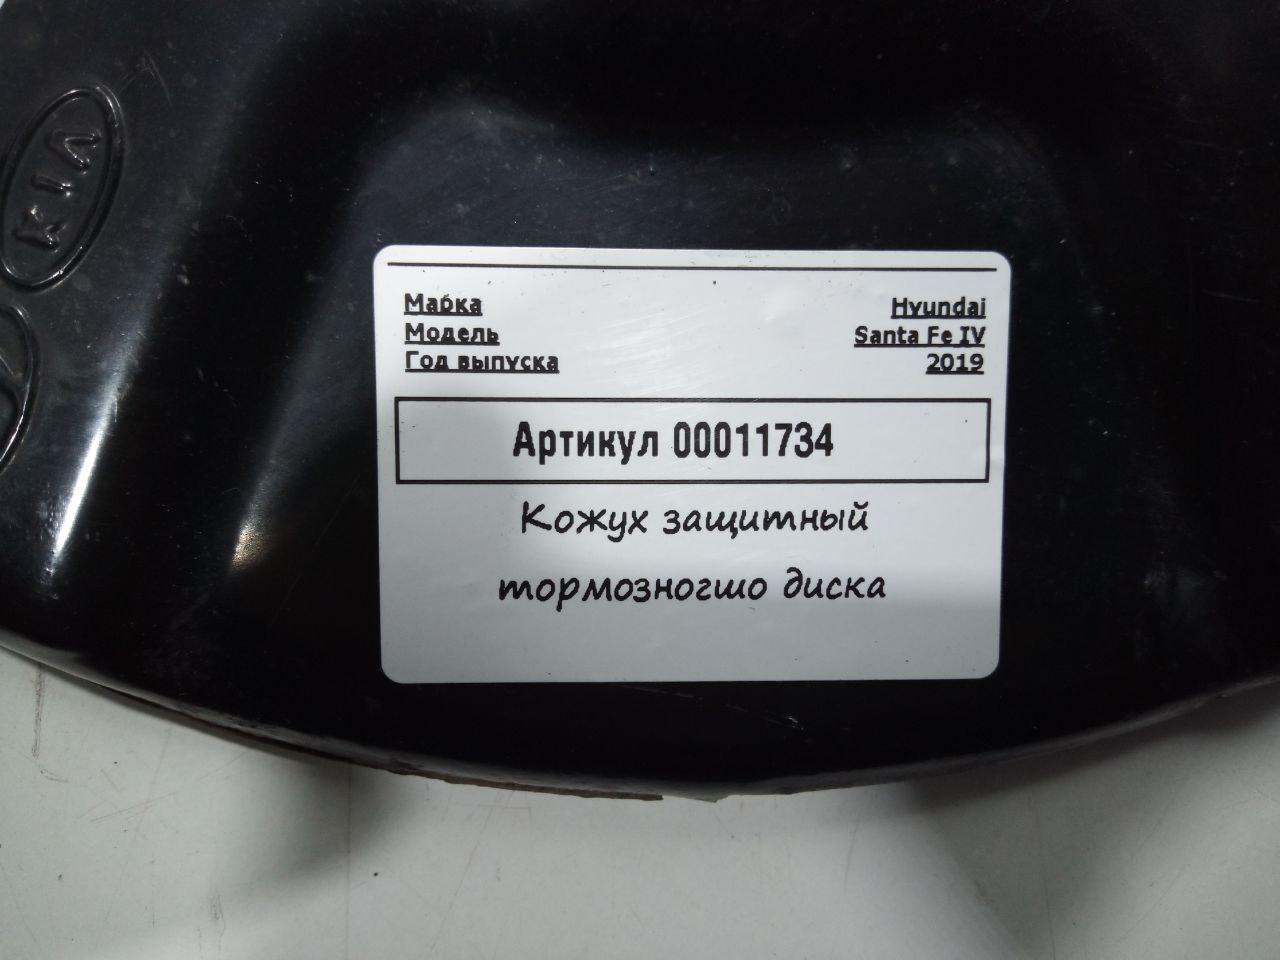 KIA
Марка Hyundai
Модель Santa Fe IV
Год выпуска 2019
Артикул 00011734
Кожух защитный
тормозногшо диска